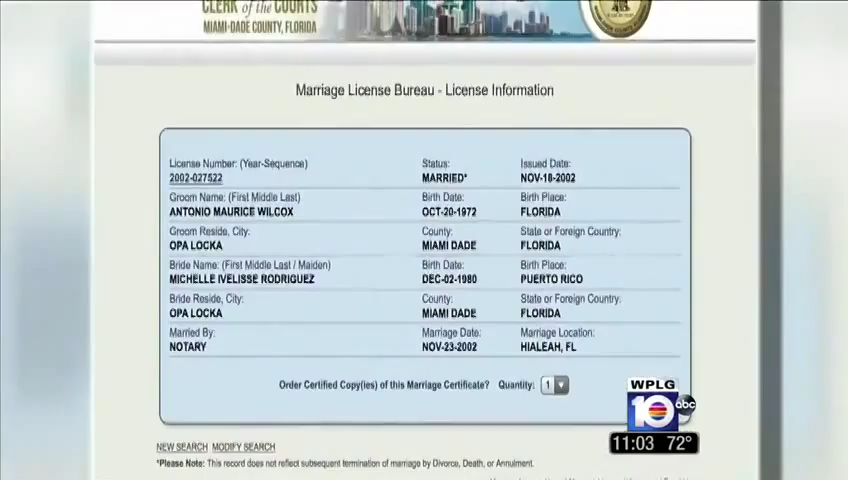 CLERK of the COURTS
MIAMI-DADE COUNTY, FLORIDA
Marriage License Bureau - License Information
License Number: (Year-Sequence) Status: Issued Date:
2002-027522 MARRIED* NOV-18-2002
Groom Name: (First Middle Last) Birth Date: Birth Place:
ANTONIO MAURICE WILCOX OCT-20-1972 FLORIDA
Groom Reside, City: County: State or Foreign Country:
OPA LOCKA MIAMI DADE FLORIDA
Bride Name: (First Middle Last / Maiden) Birth Date: Birth Place:
MICHELLE IVELISSE RODRIGUEZ DEC-02-1980 PUERTO RICO
Bride Reside, City: County: State or Foreign Country:
OPA LOCKA MIAMI DADE FLORIDA
Married By: Marriage Date: Marriage Location:
NOTARY NOV-23-2002 HIALEAH, FL
Order Certified Copy(ies) of this Marriage Certificate? Quantity: 1
WPLG
10 abc
11:03 72°
NEW SEARCH MODIFY SEARCH
*Please Note: This record does not reflect subsequent termination of marriage by Divorce, Death, or Annulment.